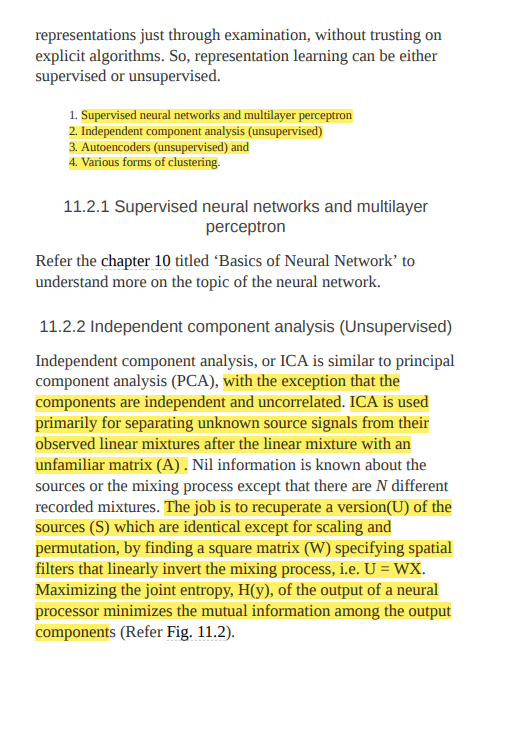 representations just through examination, without trusting on
explicit algorithms. So, representation learning can be either
supervised or unsupervised.
1. Supervised neural networks and multilayer perceptron
2. Independent component analysis (unsupervised)
3. Autoencoders (unsupervised) and
4. Various forms of clustering.
11.2.1 Supervised neural networks and multilayer
perceptron
Refer the chapter 10 titled ‘Basics of Neural Network’ to
understand more on the topic of the neural network.
11.2.2 Independent component analysis (Unsupervised)
Independent component analysis, or ICA is similar to principal
component analysis (PCA), with the exception that the
components are independent and uncorrelated. ICA is used
primarily for separating unknown source signals from their
observed linear mixtures after the linear mixture with an
unfamiliar matrix (A) . Nil information is known about the
sources or the mixing process except that there are N different
recorded mixtures. The job is to recuperate a version(U) of the
sources (S) which are identical except for scaling and
permutation, by finding a square matrix (W) specifying spatial
filters that linearly invert the mixing process, i.e. U = WX.
Maximizing the joint entropy, H(y), of the output of a neural
processor minimizes the mutual information among the output
components (Refer Fig. 11.2).